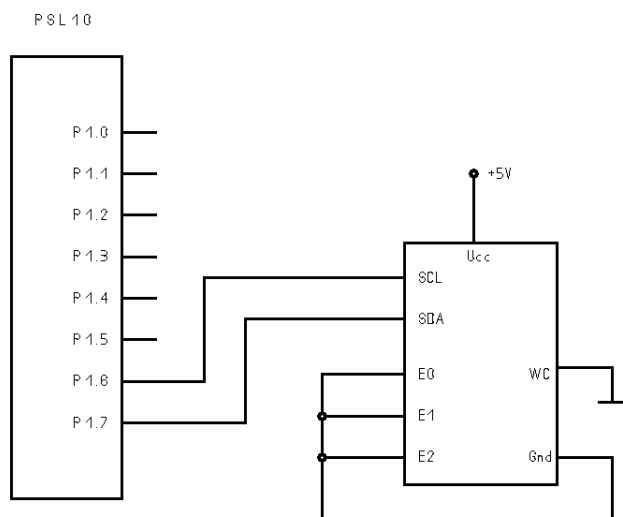 PSL10
P1.0
P1.1
P1.2
P1.3
P1.4
P1.5
P1.6
P1.7
+5V
Vcc
SCL
SDA
E0
E1
E2
WC
Gnd